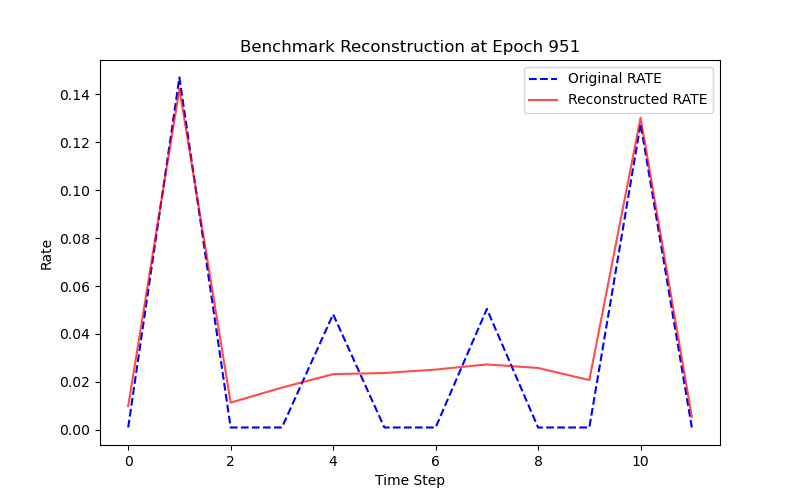 Benchmark Reconstruction at Epoch 951
Original RATE
Reconstructed RATE
Rate
0.14
0.12
0.10
0.08
0.06
0.04
0.02
0.00
0 2 4 6 8 10
Time Step